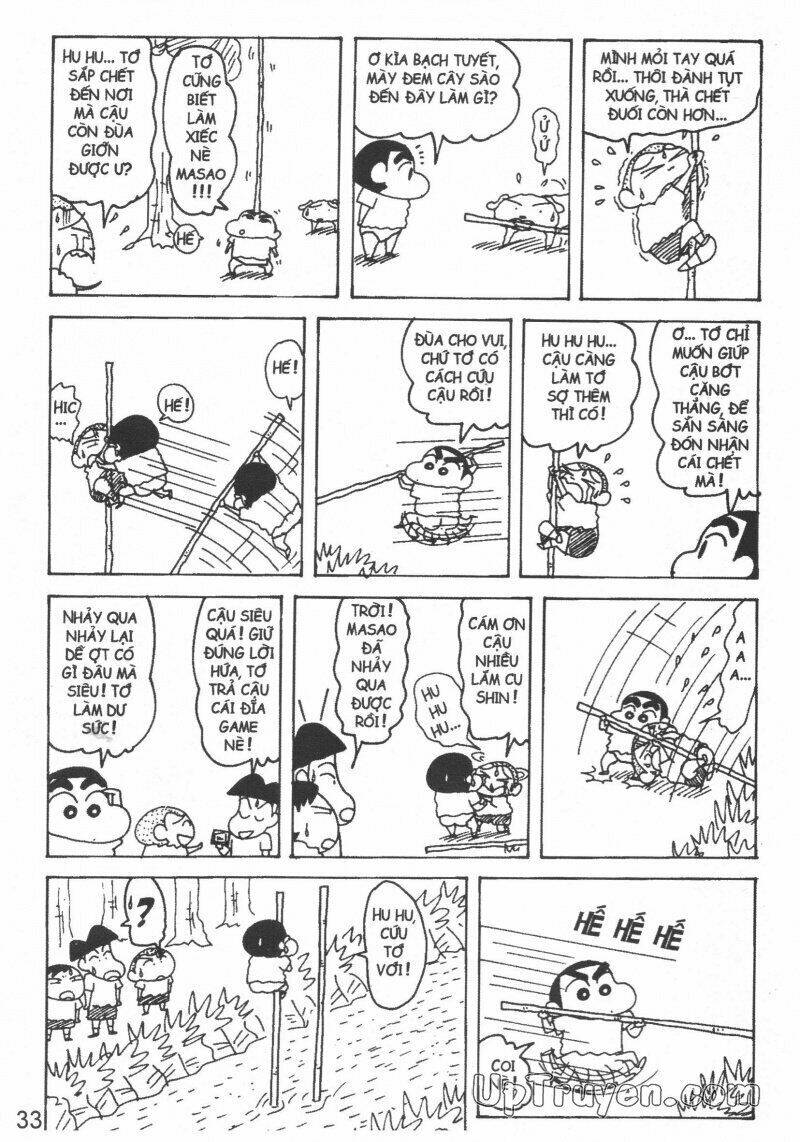 MÌNH MỎI TAY QUÁ
RỒI... THÔI ĐÀNH TỤT
XUỐNG, THÀ CHẾT
ĐUỐI CÒN HƠN...
Ơ KÌA BẠCH TUYẾT,
MÀY ĐEM CÂY SÀO
ĐẾN ĐÂY LÀM GÌ?
Ử
Ử
TỚ
CŨNG
BIẾT
LÀM
XIẾC
NÈ
MASAO
!!!
HÉ
HU HU... TỚ
SẮP CHẾT
ĐẾN NƠI
MÀ CẬU
CÒN ĐÙA
GIỚN
ĐƯỢC Ư?
Ơ... TỚ CHỈ
MUỐN GIÚP
CẬU BỚT
CĂNG
THẲNG, ĐỂ
SẴN SÀNG
ĐÓN NHẬN
CÁI CHẾT
MÀ!
HU HU HU...
CẬU CÀNG
LÀM TỚ
SỢ THÊM
THÌ CÓ!
ĐÙA CHO VUI,
CHỨ TỚ CÓ
CÁCH CỨU
CẬU RỒI!
HẾ!
HẾ!
HIC
...
A
A
A...
CÁM ƠN
CẬU
NHIỀU
LẮM CU
SHIN!
HU
HU
HU...
TRỜI!
MASAO
ĐÃ
NHẢY
QUA
ĐƯỢC
RỒI!
CẬU SIÊU
QUÁ! GIỮ
ĐÚNG LỜI
HỨA, TỚ
TRẢ CẬU
CÁI ĐĨA
GAME
NÈ!
NHẢY QUA
NHẢY LẠI
DỄ ỢT CÓ
GÌ ĐÂU MÀ
SIÊU! TỚ
LÀM DƯ
SỨC!
HẾ HẾ HẾ
COI
HU HU,
CỨU
TỚ
VỚI!
?
33
UpTruyen.com